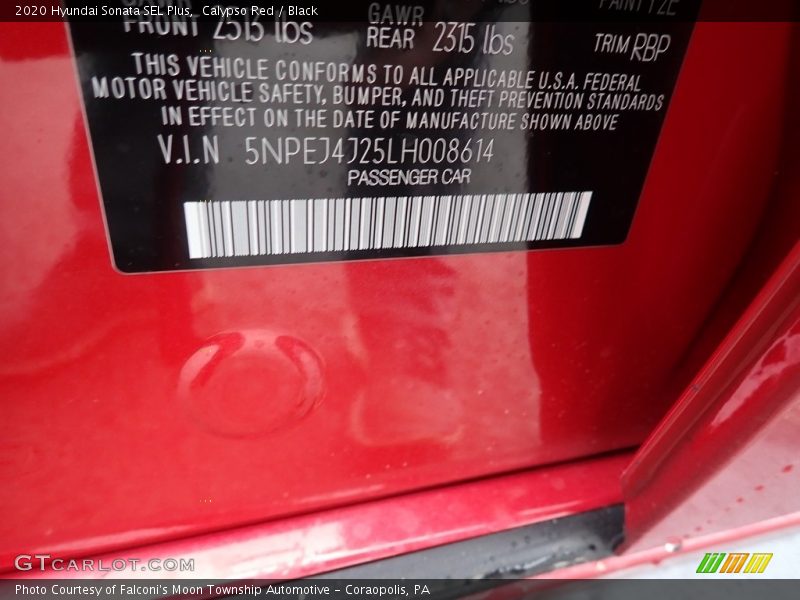 2020 Hyundai Sonata SEL Plus, Calypso Red / Black
FRONT 2513 lbs
GAWR
REAR 2315 lbs
TRIM RBP
THIS VEHICLE CONFORMS TO ALL APPLICABLE U.S.A. FEDERAL
MOTOR VEHICLE SAFETY, BUMPER, AND THEFT PREVENTION STANDARDS
IN EFFECT ON THE DATE OF MANUFACTURE SHOWN ABOVE
V.I.N 5NPEJ4J25LH008614
PASSENGER CAR
GTCARLOT.COM
Photo Courtesy of Falconi's Moon Township Automotive - Coraopolis, PA